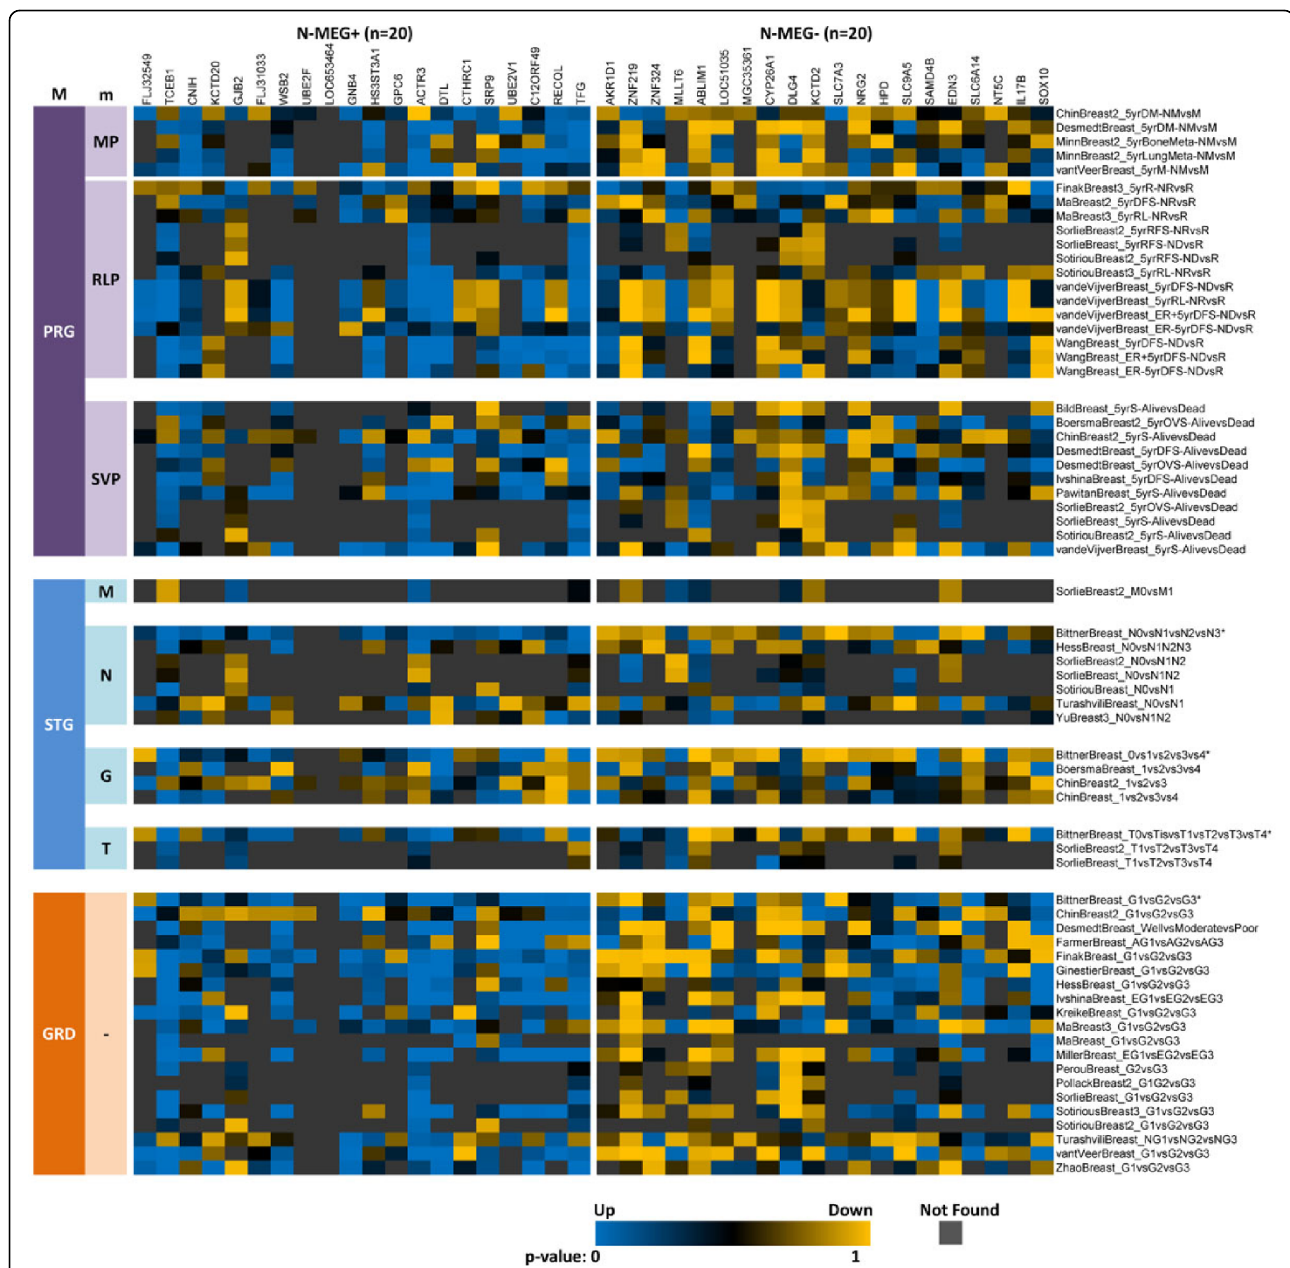 N-MEG+ (n=20)
N-MEG- (n=20)
M
m
FLJ32549
TCEB1
CNIH
KCTD20
GJB2
FLJ31033
WSB2
UBE2F
LOC653464
GNB4
HS3ST3A1
GPC6
ACTR3
DTL
CTHRC1
SRP9
UBE2V1
C12ORF49
RECQL
TFG
AKR1D1
ZNF219
ZNF324
MLLT6
ABLIM1
LOC51035
MGC35361
CYP26A1
DLG4
KCTD2
SLC7A3
NRG2
HPD
SLC9A5
SAMD4B
EDN3
SLC6A14
NT5C
IL17B
SOX10
PRG
MP
ChinBreast2_5yrDM-NMvsM
DesmedtBreast_5yrDM-NMvsM
MinnBreast2_5yrBoneMeta-NMvsM
MinnBreast2_5yrLungMeta-NMvsM
vantVeerBreast_5yrM-NMvsM
RLP
FinakBreast3_5yrR-NRvsR
MaBreast2_5yrDFS-NRvsR
MaBreast3_5yrRL-NRvsR
SorlieBreast2_5yrRFS-NRvsR
SorlieBreast_5yrRFS-NDvsR
SotiriouBreast2_5yrRFS-NDvsR
SotiriouBreast3_5yrRL-NRvsR
vandeVijverBreast_5yrDFS-NDvsR
vandeVijverBreast_5yrRL-NRvsR
vandeVijverBreast_ER+5yrDFS-NDvsR
vandeVijverBreast_ER-5yrDFS-NDvsR
WangBreast_5yrDFS-NDvsR
WangBreast_ER+5yrDFS-NDvsR
WangBreast_ER-5yrDFS-NDvsR
SVP
BildBreast_5yrS-AlivevsDead
BoersmaBreast2_5yrOVS-AlivevsDead
ChinBreast2_5yrS-AlivevsDead
DesmedtBreast_5yrDFS-AlivevsDead
DesmedtBreast_5yrOVS-AlivevsDead
IvshinaBreast_5yrDFS-AlivevsDead
PawitanBreast_5yrS-AlivevsDead
SorlieBreast2_5yrOVS-AlivevsDead
SorlieBreast_5yrS-AlivevsDead
SotiriouBreast2_5yrS-AlivevsDead
vandeVijverBreast_5yrS-AlivevsDead
STG
M
SorlieBreast2_M0vsM1
N
BittnerBreast_N0vsN1vsN2vsN3*
HessBreast_N0vsN1N2N3
SorlieBreast2_N0vsN1N2
SorlieBreast_N0vsN1N2
SotiriouBreast_N0vsN1
TurashviliBreast_N0vsN1
YuBreast3_N0vsN1N2
G
BittnerBreast_0vs1vs2vs3vs4*
BoersmaBreast_1vs2vs3vs4
ChinBreast2_1vs2vs3
ChinBreast_1vs2vs3vs4
T
BittnerBreast_T0vsTisvsT1vsT2vsT3vsT4*
SorlieBreast2_T1vsT2vsT3vsT4
SorlieBreast_T1vsT2vsT3vsT4
GRD
-
BittnerBreast_G1vsG2vsG3*
ChinBreast2_G1vsG2vsG3
DesmedtBreast_WellvsModeratevsPoor
FarmerBreast_AG1vsAG2vsAG3
FinakBreast_G1vsG2vsG3
GinestierBreast_G1vsG2vsG3
HessBreast_G1vsG2vsG3
IvshinaBreast_EG1vsEG2vsEG3
KreikeBreast_G1vsG2vsG3
MaBreast3_G1vsG2vsG3
MaBreast_G1vsG2vsG3
MillerBreast_EG1vsEG2vsEG3
PerouBreast_G2vsG3
PollackBreast2_G1G2vsG3
SorlieBreast_G1vsG2vsG3
SotiriousBreast3_G1vsG2vsG3
SotiriouBreast2_G1vsG2vsG3
TurashviliBreast_NG1vsNG2vsNG3
vantVeerBreast_G1vsG2vsG3
ZhaoBreast_G1vsG2vsG3
Up
Down
Not Found
p-value: 0
1